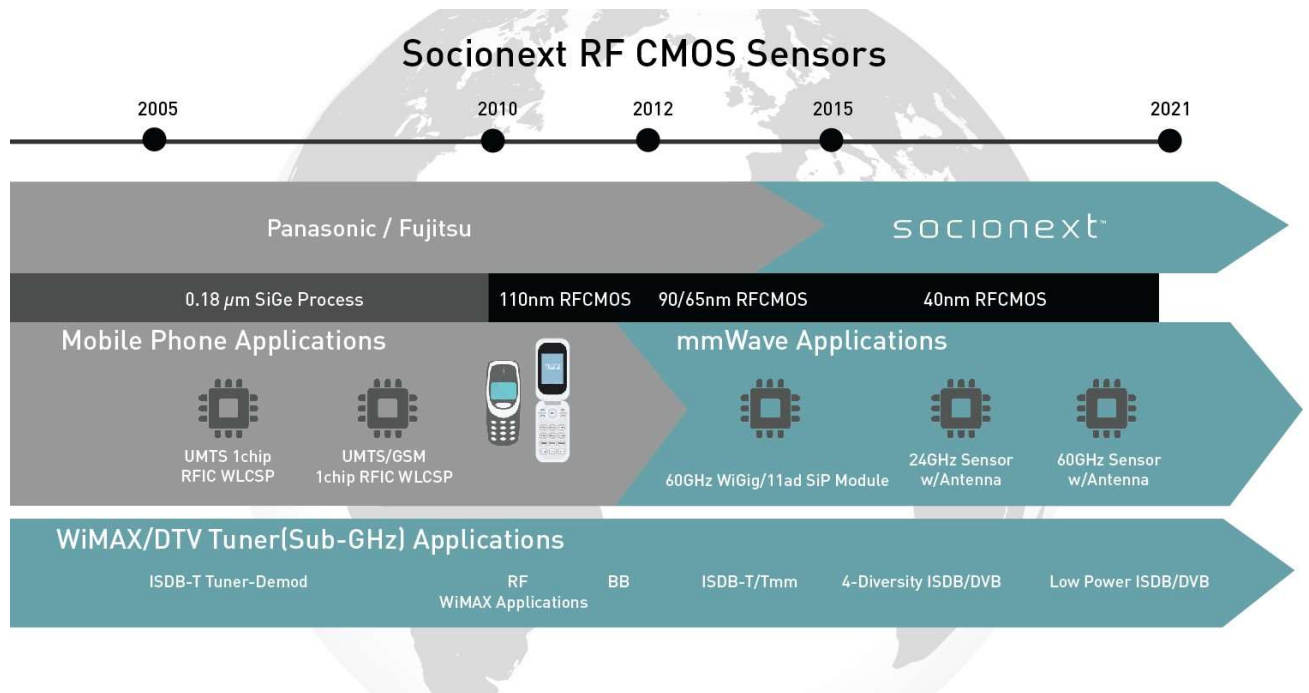 Socionext RF CMOS Sensors
2005 2010 2012 2015 2021
Panasonic / Fujitsu
socionext™
0.18 µm SiGe Process 110nm RFCMOS 90/65nm RFCMOS 40nm RFCMOS
Mobile Phone Applications
UMTS 1chip
RFIC WLCSP
UMTS/GSM
1chip RFIC WLCSP
mmWave Applications
60GHz WiGig/11ad SiP Module
24GHz Sensor
w/Antenna
60GHz Sensor
w/Antenna
WiMAX/DTV Tuner(Sub-GHz) Applications
ISDB-T Tuner-Demod
RF BB
WiMAX Applications
ISDB-T/Tmm
4-Diversity ISDB/DVB
Low Power ISDB/DVB